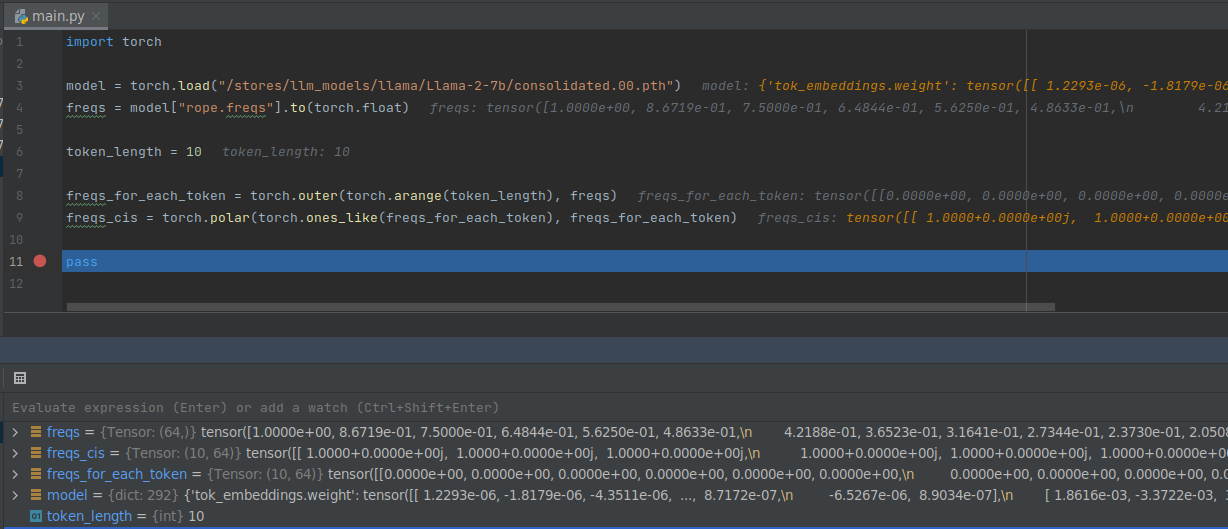 main.py
1 import torch
2
3 model = torch.load("/stores/llm_models/llama/Llama-2-7b/consolidated.00.pth") model: {'tok_embeddings.weight': tensor([[ 1.2293e-06, -1.8179e-06
4 freqs = model["rope.freqs"].to(torch.float) freqs: tensor([1.0000e+00, 8.6719e-01, 7.5000e-01, 6.4844e-01, 5.6250e-01, 4.8633e-01,\n 4.21
5
6 token_length = 10 token_length: 10
7
8 freqs_for_each_token = torch.outer(torch.arange(token_length), freqs) freqs_for_each_token: tensor([[0.0000e+00, 0.0000e+00, 0.0000e+00, 0.0000e
9 freqs_cis = torch.polar(torch.ones_like(freqs_for_each_token), freqs_for_each_token) freqs_cis: tensor([[ 1.0000+0.0000e+00j, 1.0000+0.0000e+00
10
11 pass
12
Evaluate expression (Enter) or add a watch (Ctrl+Shift+Enter)
freqs = {Tensor: (64,)} tensor([1.0000e+00, 8.6719e-01, 7.5000e-01, 6.4844e-01, 5.6250e-01, 4.8633e-01,\n 4.2188e-01, 3.6523e-01, 3.1641e-01, 2.7344e-01, 2.3730e-01, 2.0508
freqs_cis = {Tensor: (10, 64)} tensor([[ 1.0000+0.0000e+00j, 1.0000+0.0000e+00j, 1.0000+0.0000e+00j,\n 1.0000+0.0000e+00j, 1.0000+0.0000e+00j, 1.0000+0.0000e+00
freqs_for_each_token = {Tensor: (10, 64)} tensor([[0.0000e+00, 0.0000e+00, 0.0000e+00, 0.0000e+00, 0.0000e+00, 0.0000e+00,\n 0.0000e+00, 0.0000e+00, 0.0000e+00, 0.0
model = {dict: 292} {'tok_embeddings.weight': tensor([[ 1.2293e-06, -1.8179e-06, -4.3511e-06, ..., 8.7172e-07,\n -6.5267e-06, 8.9034e-07],\n [ 1.8616e-03, -3.3722e-03,
01 token_length = {int} 10